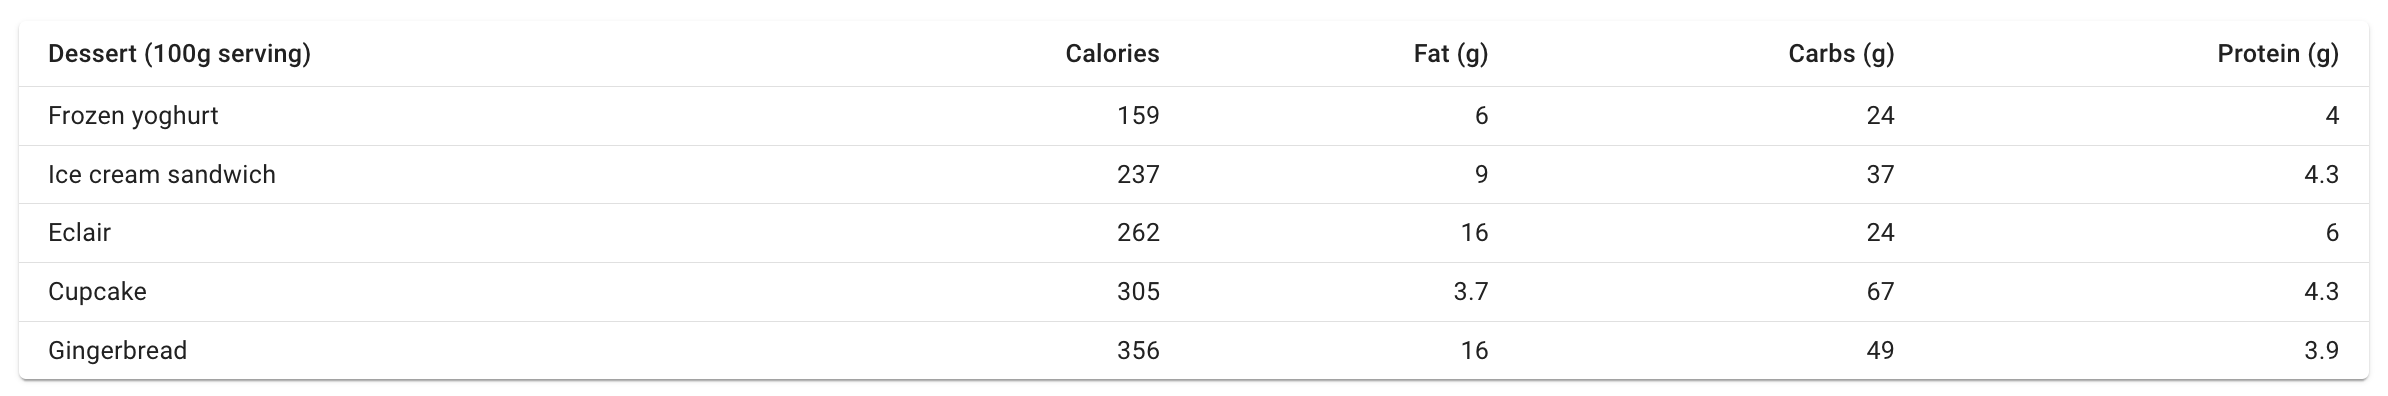 Dessert (100g serving) Calories Fat (g) Carbs (g) Protein (g)
Frozen yoghurt 159 6 24 4
Ice cream sandwich 237 9 37 4.3
Eclair 262 16 24 6
Cupcake 305 3.7 67 4.3
Gingerbread 356 16 49 3.9